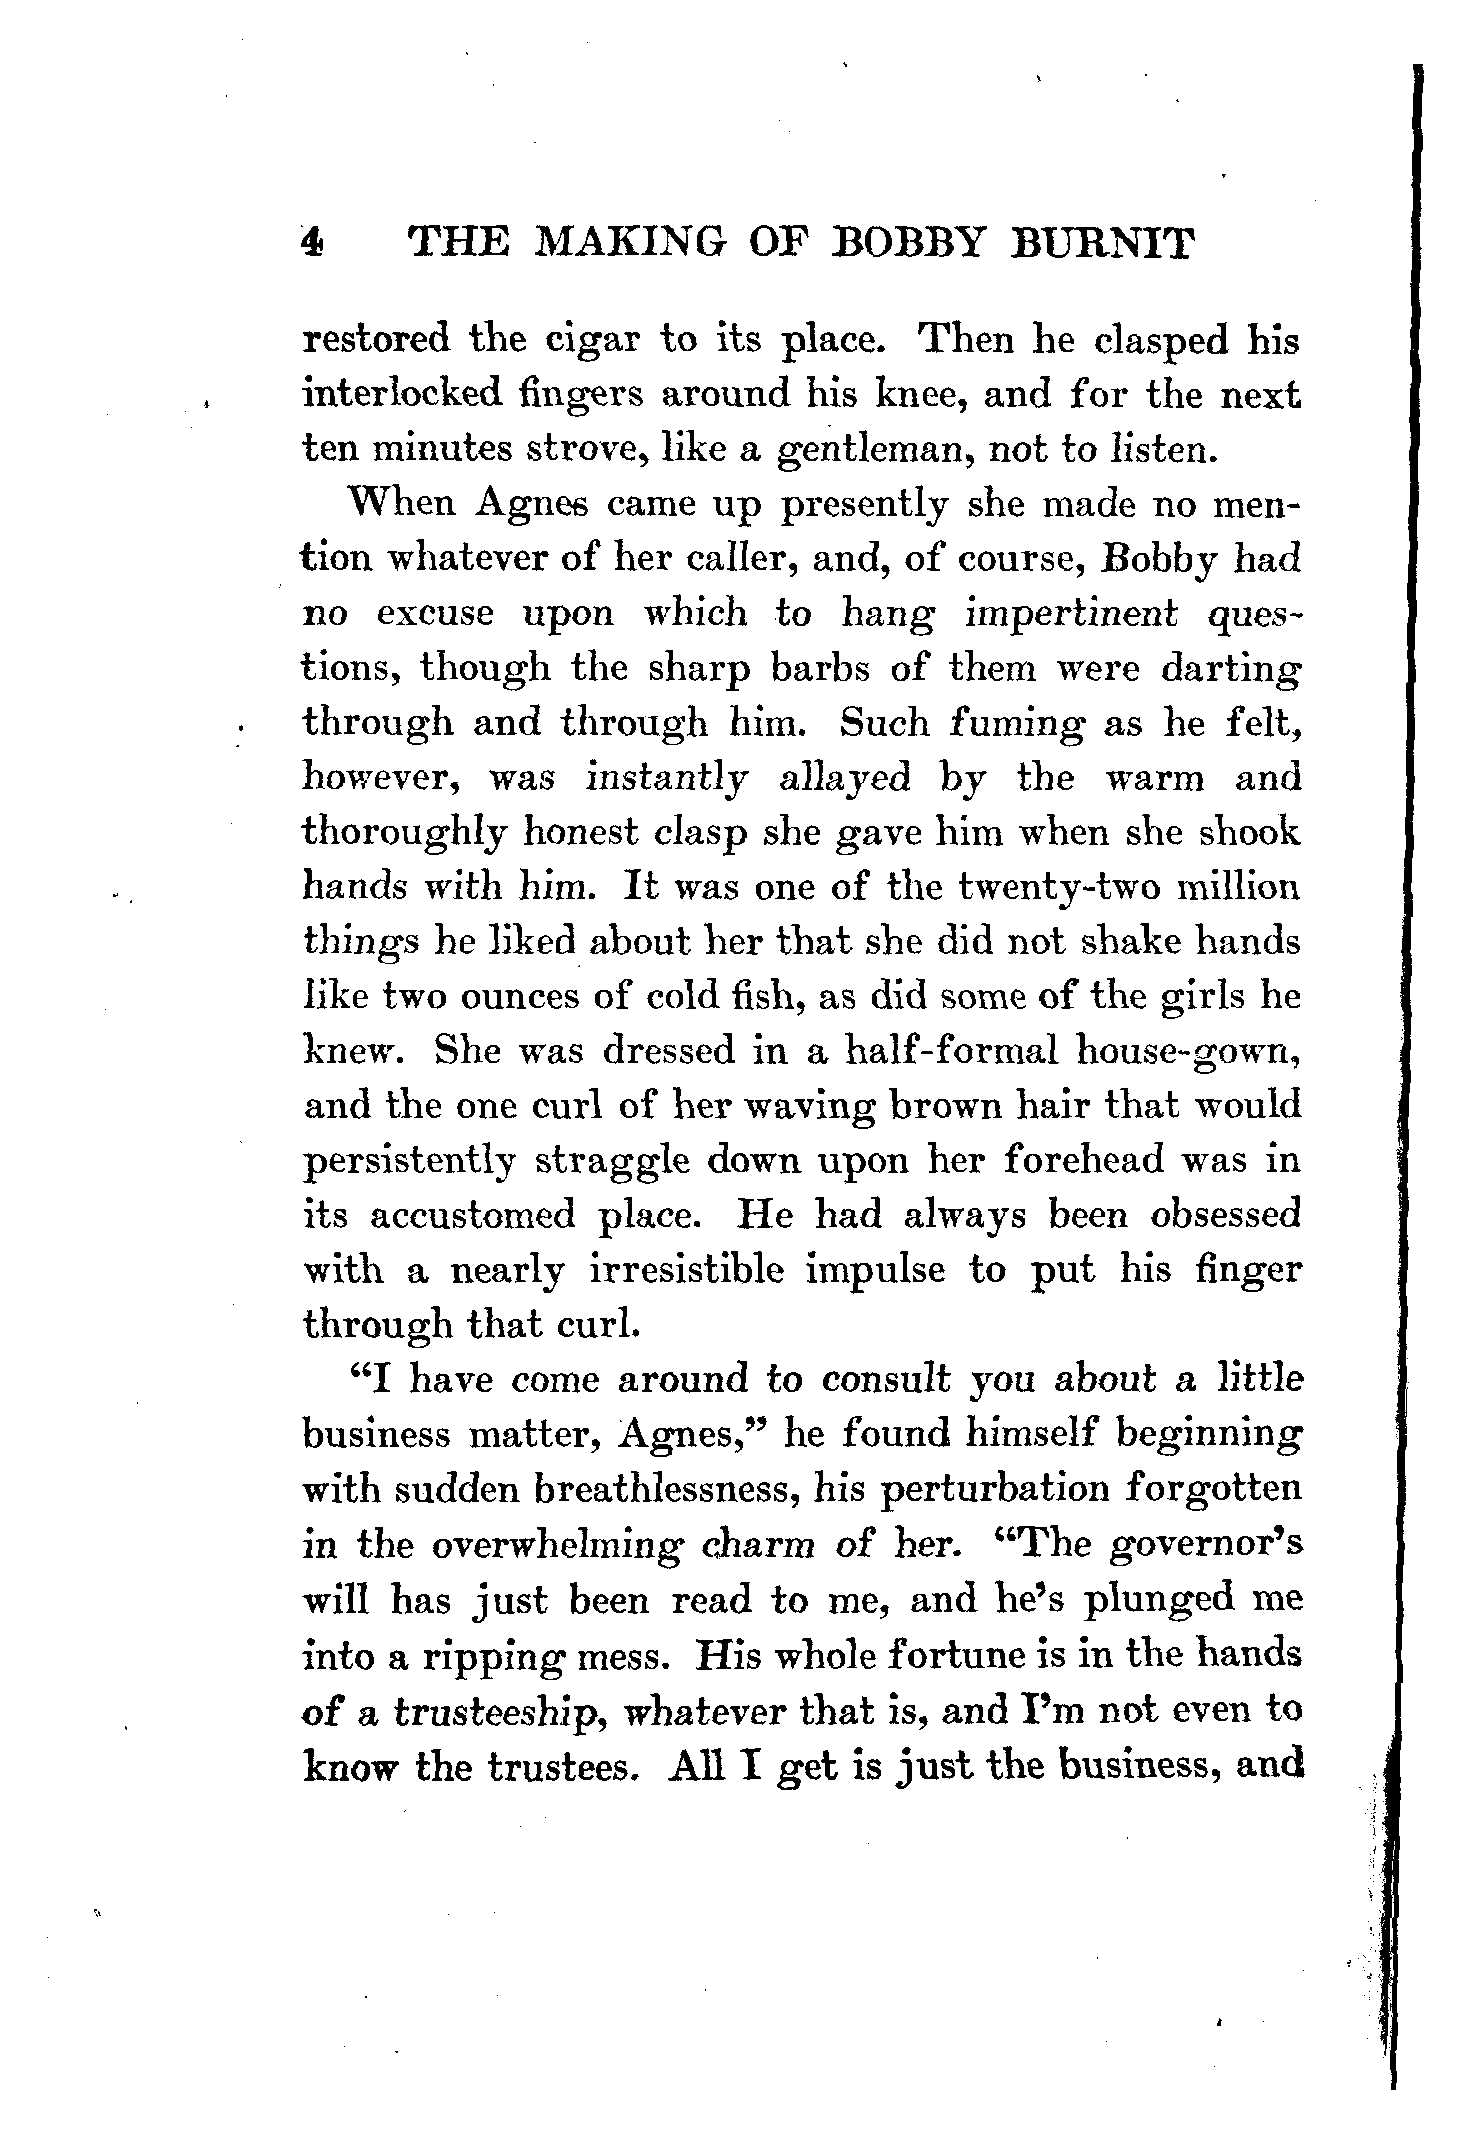 4 THE MAKING OF BOBBY BURNIT
restored the cigar to its place. Then he clasped his
interlocked fingers around his knee, and for the next
ten minutes strove, like a gentleman, not to listen.
When Agnes came up presently she made no men-
tion whatever of her caller, and, of course, Bobby had
no excuse upon which to hang impertinent ques-
tions, though the sharp barbs of them were darting
through and through him. Such fuming as he felt,
however, was instantly allayed by the warm and
thoroughly honest clasp she gave him when she shook
hands with him. It was one of the twenty-two million
things he liked about her that she did not shake hands
like two ounces of cold fish, as did some of the girls he
knew. She was dressed in a half-formal house-gown,
and the one curl of her waving brown hair that would
persistently straggle down upon her forehead was in
its accustomed place. He had always been obsessed
with a nearly irresistible impulse to put his finger
through that curl.
“I have come around to consult you about a little
business matter, Agnes,” he found himself beginning
with sudden breathlessness, his perturbation forgotten
in the overwhelming charm of her. “The governor’s
will has just been read to me, and he’s plunged me
into a ripping mess. His whole fortune is in the hands
of a trusteeship, whatever that is, and I’m not even to
know the trustees. All I get is just the business, and